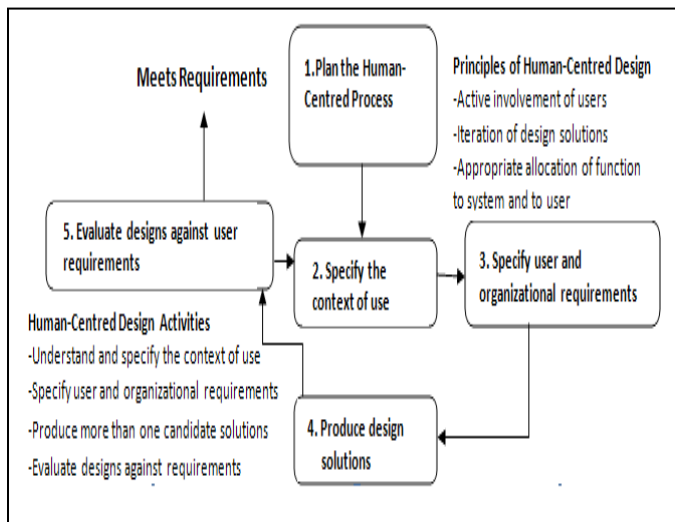 1.Plan the Human-
Centred Process
Meets Requirements
Principles of Human-Centred Design
-Active involvement of users
-Iteration of design solutions
-Appropriate allocation of function
to system and to user
5. Evaluate designs against user
requirements
2. Specify the
context of use
3. Specify user and
organizational requirements
Human-Centred Design Activities
-Understand and specify the context of use
-Specify user and organizational requirements
-Produce more than one candidate solutions
-Evaluate designs against requirements
4. Produce design
solutions